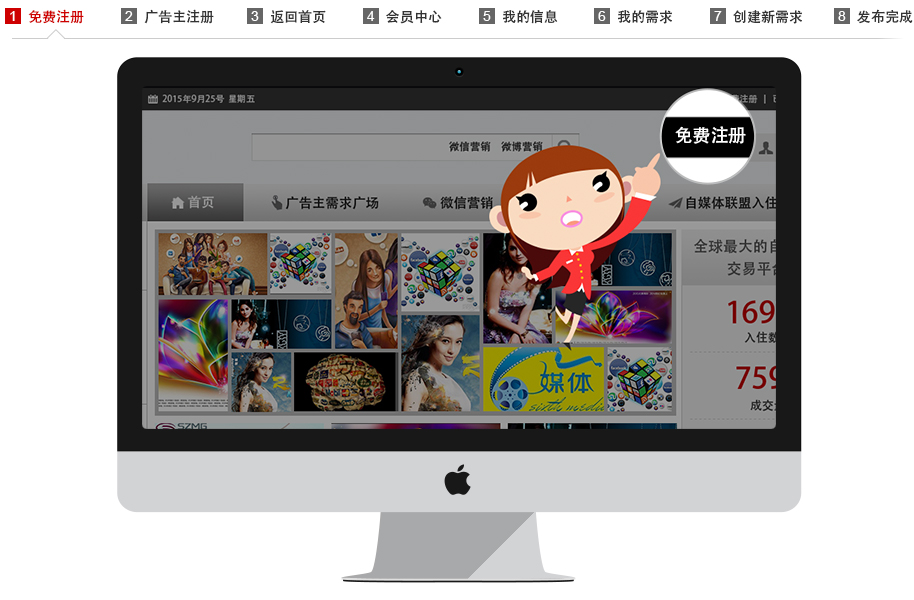 1 免费注册 2 广告主注册 3 返回首页 4 会员中心 5 我的信息 6 我的需求 7 创建新需求 8 发布完成
2015年9月25号 星期五
注册 |
免费注册
微信营销 微博营销
首页 广告主需求广场 微信营销 自媒体联盟入住
全球最大的自
交易平台
169
入住数
759
成交
媒体
SZMG